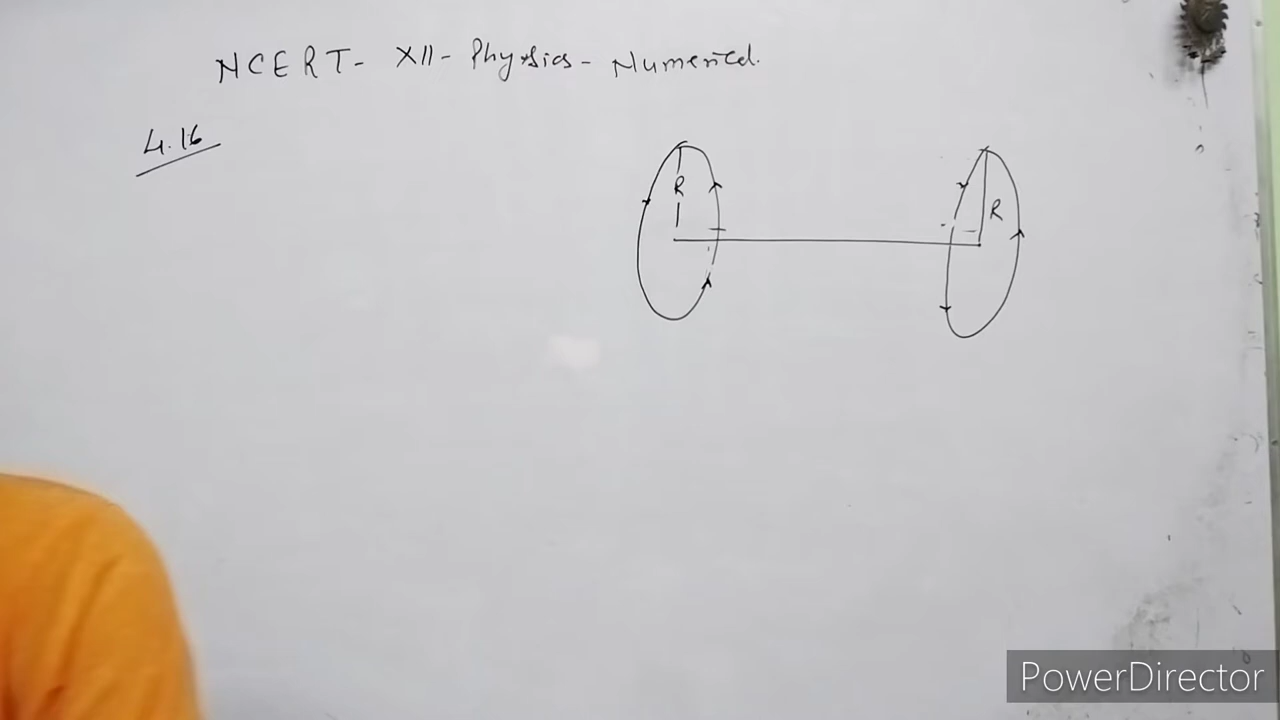 NCERT- XII- Physics- Numerical.
4.16
R
R
PowerDirector